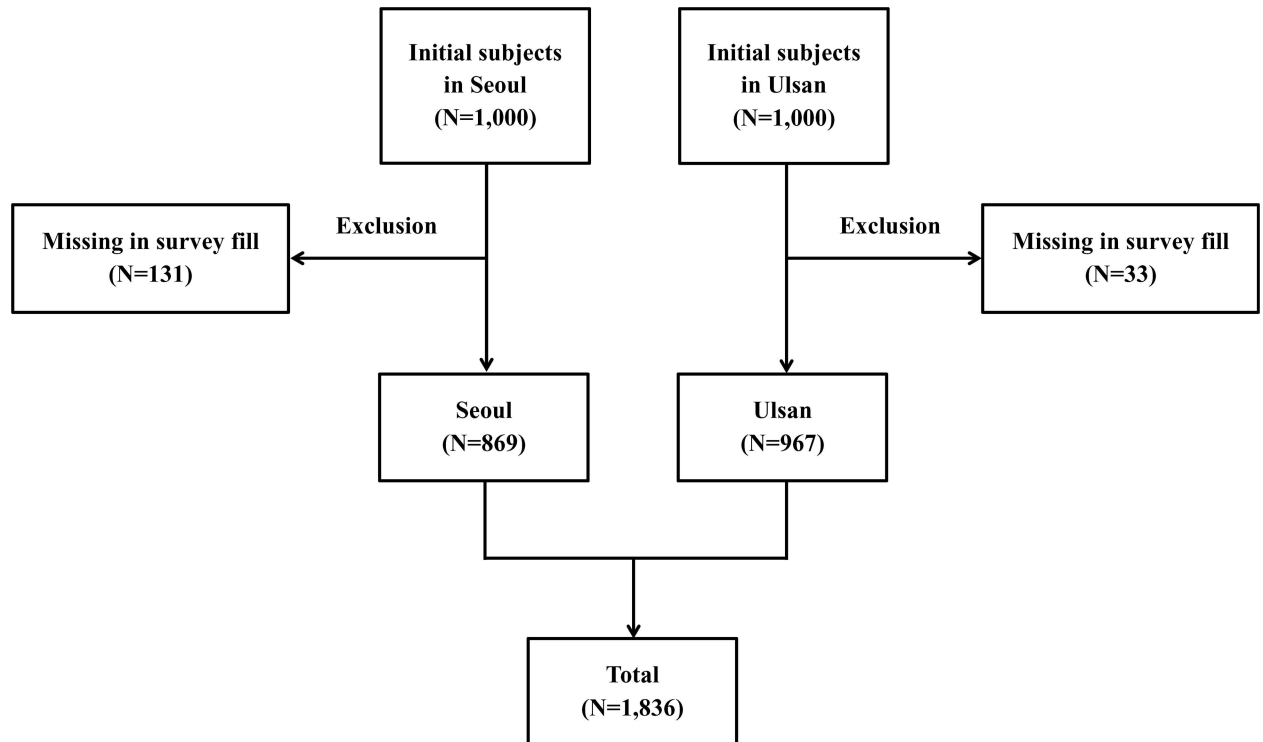 Initial subjects
in Seoul
(N=1,000)
Initial subjects
in Ulsan
(N=1,000)
Missing in survey fill
(N=131)
Exclusion
Exclusion
Missing in survey fill
(N=33)
Seoul
(N=869)
Ulsan
(N=967)
Total
(N=1,836)